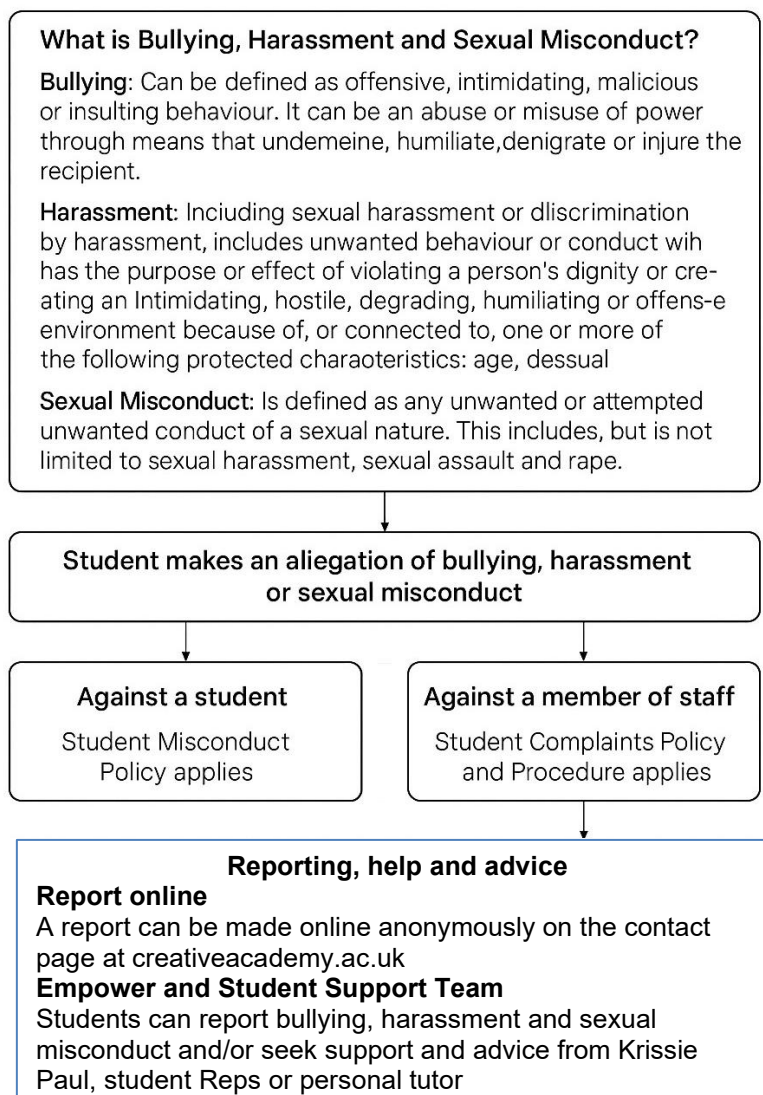 What is Bullying, Harassment and Sexual Misconduct?
Bullying: Can be defined as offensive, intimidating, malicious
or insulting behaviour. It can be an abuse or misuse of power
through means that undemeine, humiliate,denigrate or injure the
recipient.
Harassment: Inciuding sexual harassment or dliscrimination
by harassment, includes unwanted behaviour or conduct wih
has the purpose or effect of violating a person's dignity or cre-
ating an Intimidating, hostile, degrading, humiliating or offens-e
environment because of, or connected to, one or more of
the following protected charaoteristics: age, dessual
Sexual Misconduct: Is defined as any unwanted or attempted
unwanted conduct of a sexual nature. This includes, but is not
limited to sexual harassment, sexual assault and rape.
Student makes an aliegation of bullying, harassment
or sexual misconduct
Against a student
Student Misconduct
Policy applies
Against a member of staff
Student Complaints Policy
and Procedure applies
Reporting, help and advice
Report online
A report can be made online anonymously on the contact
page at creativeacademy.ac.uk
Empower and Student Support Team
Students can report bullying, harassment and sexual
misconduct and/or seek support and advice from Krissie
Paul, student Reps or personal tutor